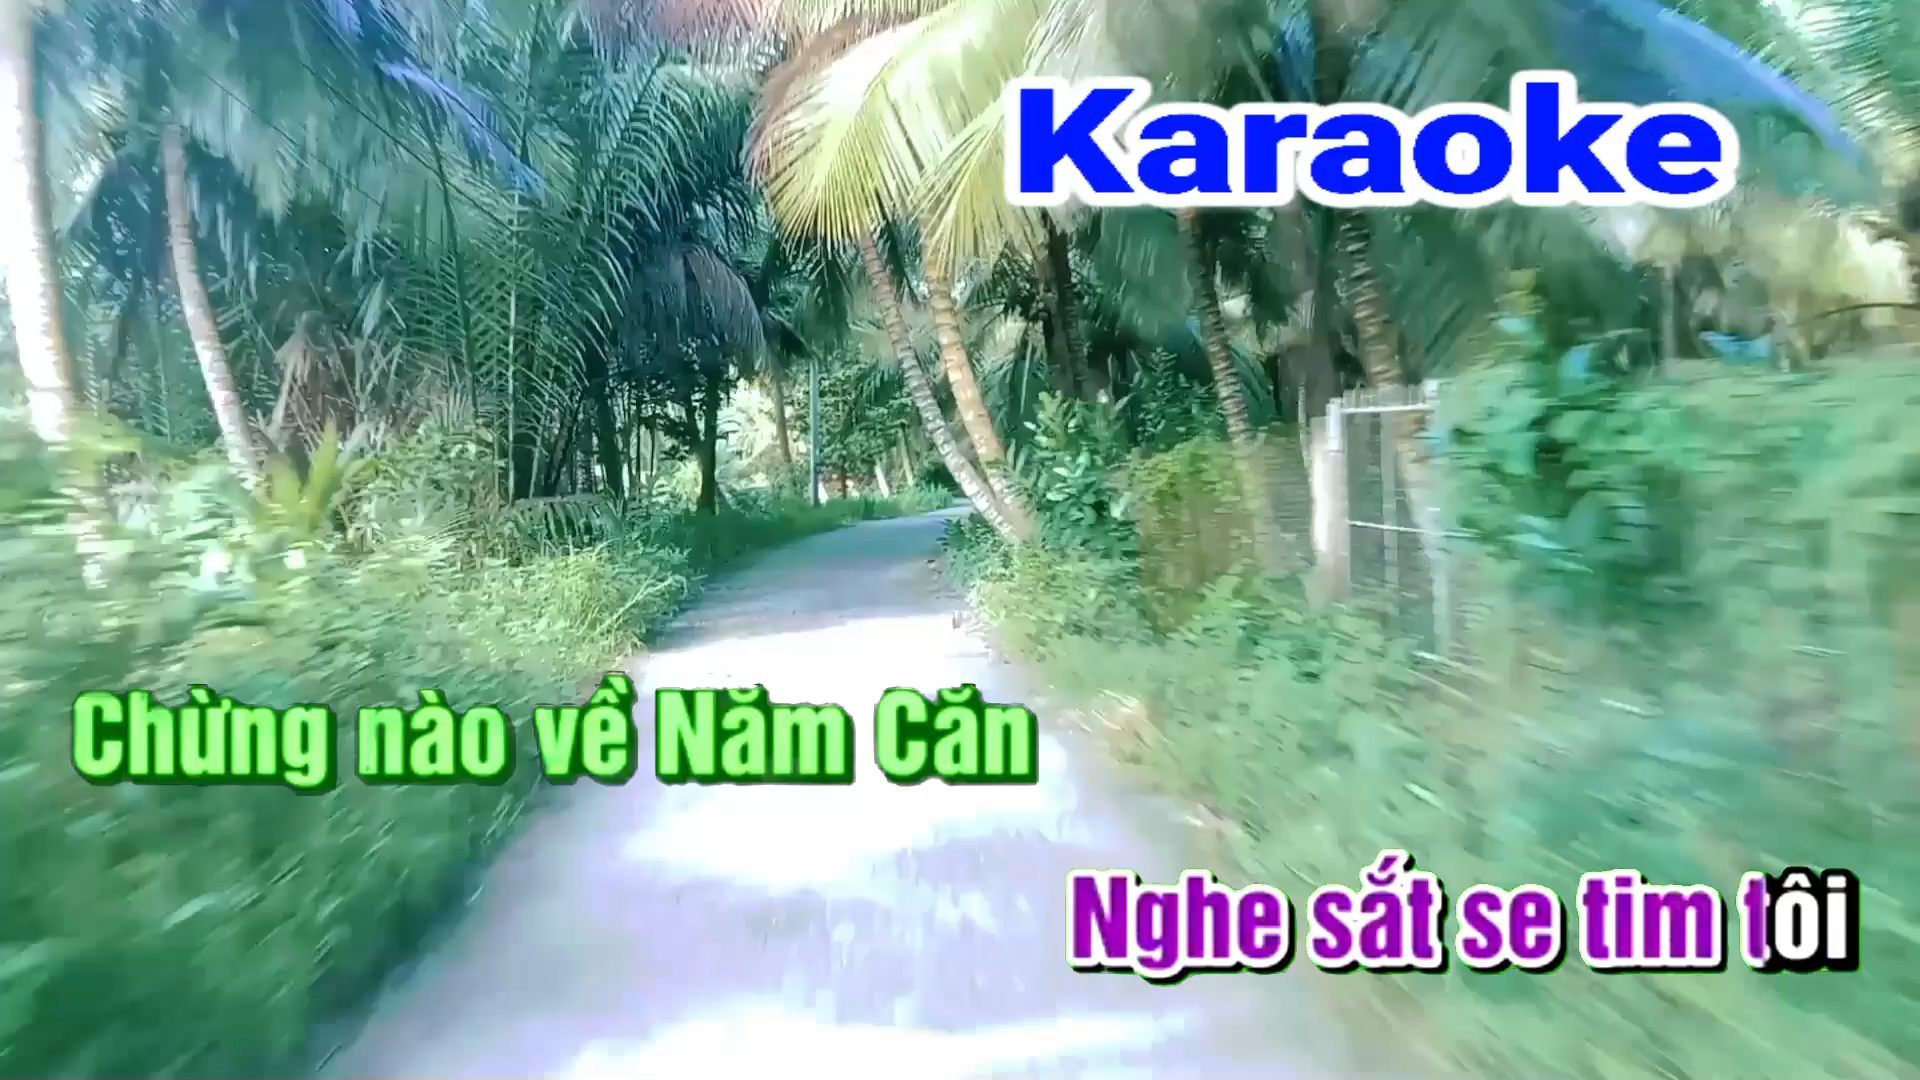 Karaoke
Chừng nào về Năm Căn
Nghe sắt se tim tôi